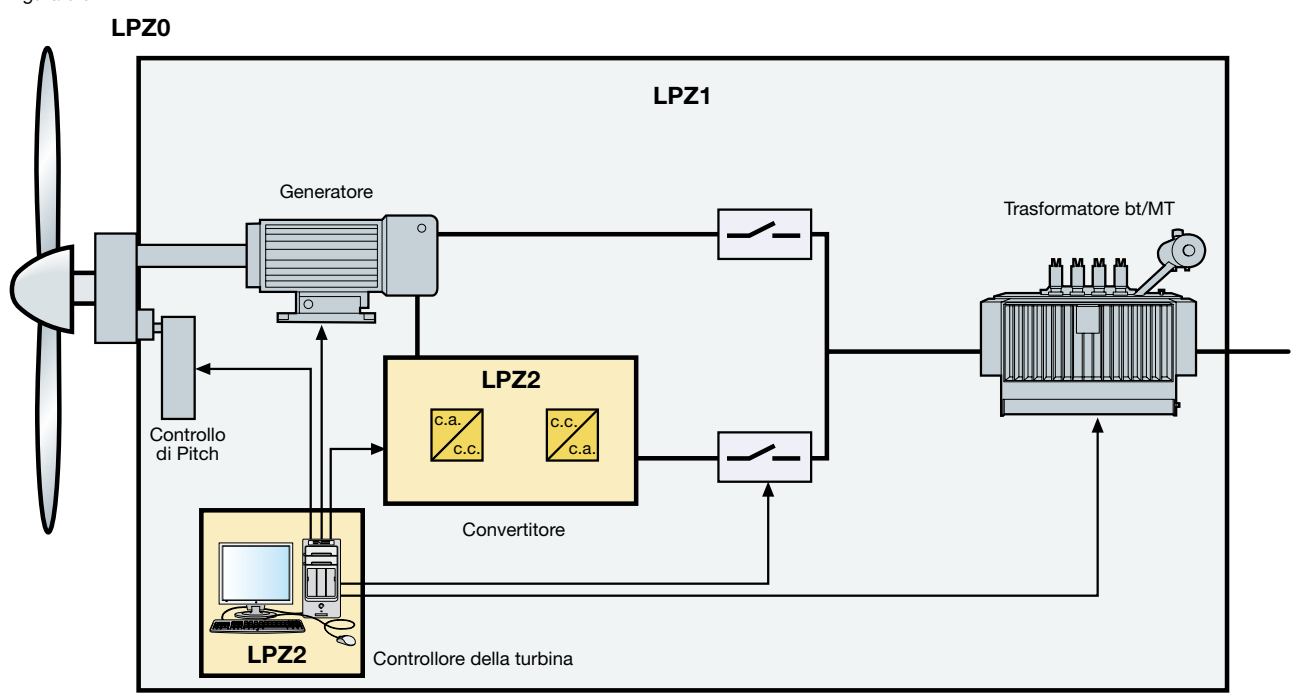 LPZ0
LPZ1
Generatore
Trasformatore bt/MT
LPZ2
c.a.
c.c.
c.c.
c.a.
Controllo
di Pitch
Convertitore
LPZ2
Controllore della turbina